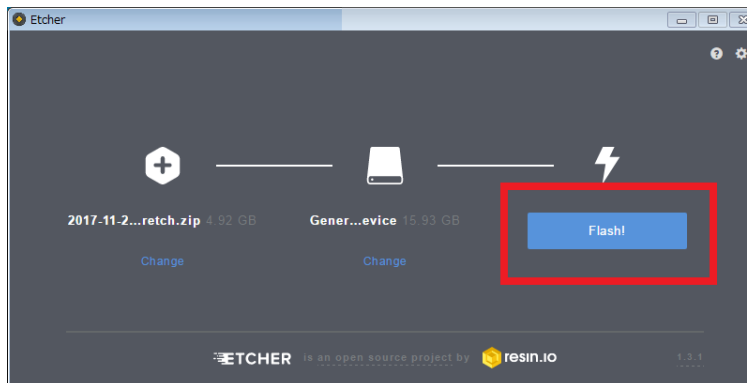 Etcher
2017-11-2...retch.zip 4.92 GB
Gener...evice 15.93 GB
Flash!
Change
Change
ETCHER is an open source project by resin.io
1.3.1